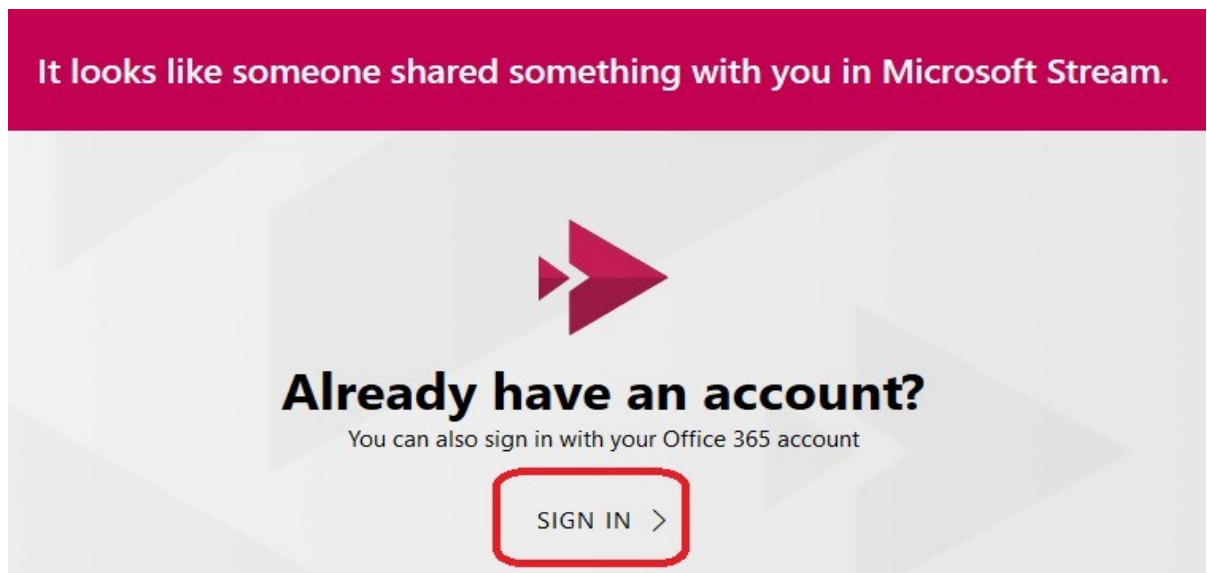 It looks like someone shared something with you in Microsoft Stream.
Already have an account?
You can also sign in with your Office 365 account
SIGN IN